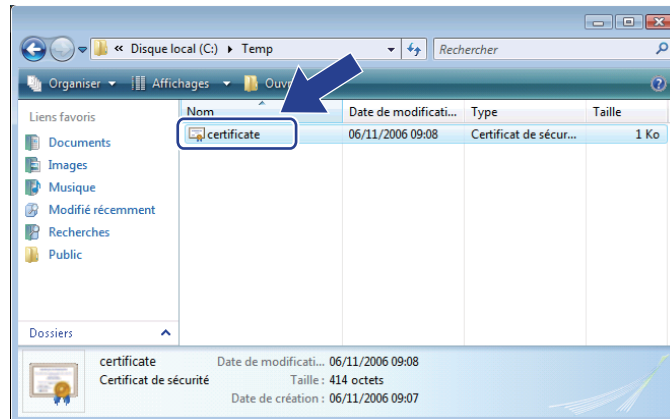 « Disque local (C:) Temp Rechercher
Organiser Affichages Ouv
Liens favoris
Nom Date de modificati... Type Taille
certificate 06/11/2006 09:08 Certificat de sécur... 1 Ko
Documents
Images
Musique
Modifié récemment
Recherches
Public
Dossiers
certificate Date de modificati... 06/11/2006 09:08
Certificat de sécurité Taille : 414 octets
Date de création : 06/11/2006 09:07